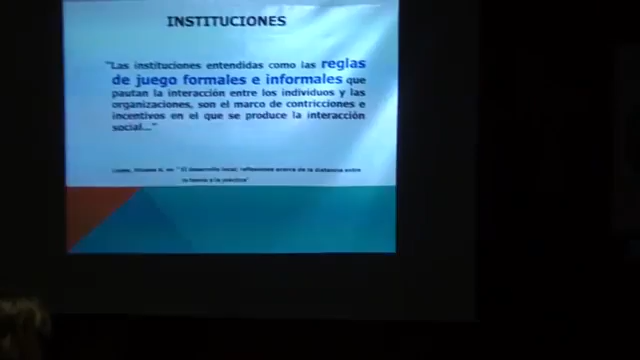 INSTITUCIONES
"Las instituciones entendidas como las reglas
de juego formales e informales que
pautan la interacción entre los individuos y las
organizaciones, son el marco de contricciones e
incentivos en el que se produce la interacción
social..."
en "El desarrollo local, reflexiones acerca de la distancia entre
la teoría y la práctica"